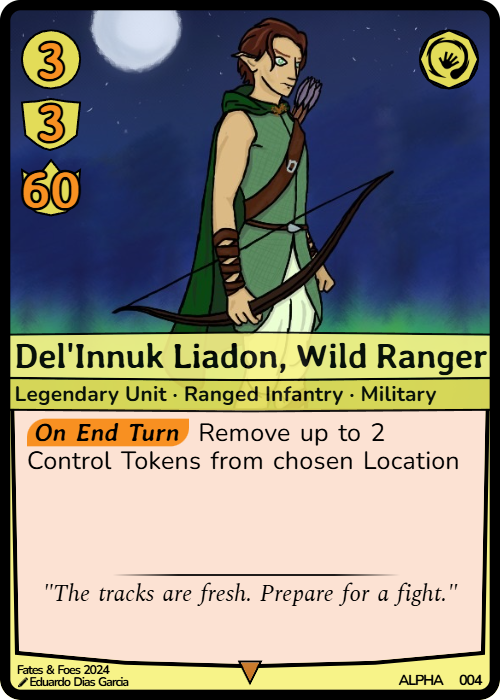 3
3
60
Del'Innuk Liadon, Wild Ranger
Legendary Unit · Ranged Infantry · Military
On End Turn Remove up to 2
Control Tokens from chosen Location
"The tracks are fresh. Prepare for a fight."
Fates & Foes 2024
Eduardo Dias Garcia
ALPHA 004